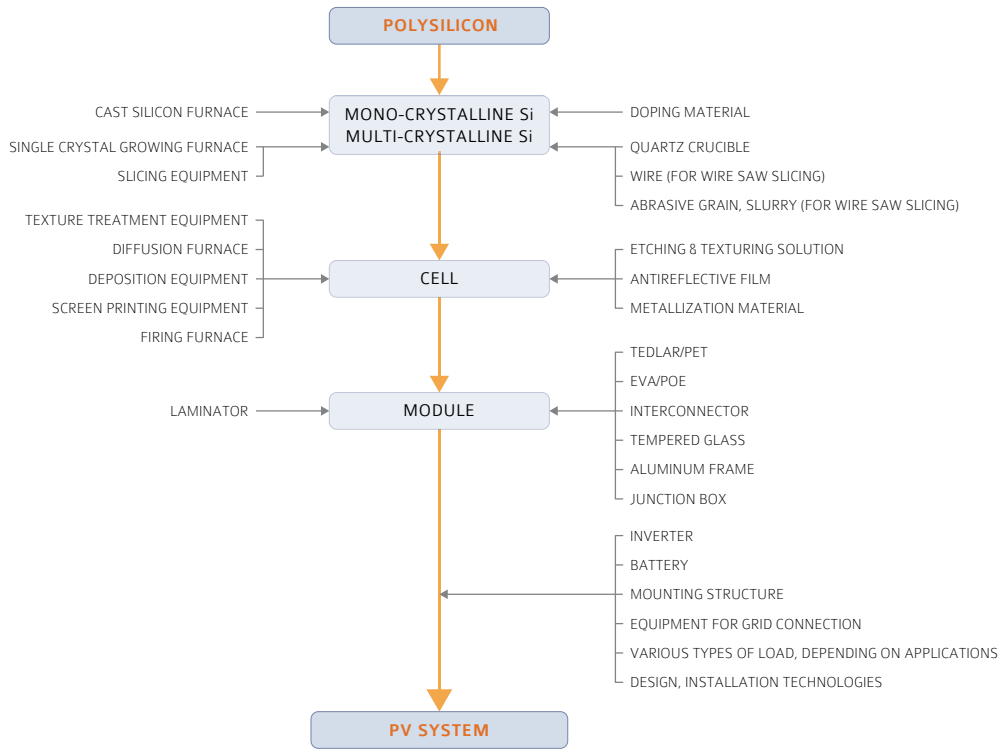 POLYSILICON
CAST SILICON FURNACE
SINGLE CRYSTAL GROWING FURNACE
SLICING EQUIPMENT
MONO-CRYSTALLINE Si
MULTI-CRYSTALLINE Si
DOPING MATERIAL
QUARTZ CRUCIBLE
WIRE (FOR WIRE SAW SLICING)
ABRASIVE GRAIN, SLURRY (FOR WIRE SAW SLICING)
TEXTURE TREATMENT EQUIPMENT
DIFFUSION FURNACE
DEPOSITION EQUIPMENT
SCREEN PRINTING EQUIPMENT
FIRING FURNACE
CELL
ETCHING & TEXTURING SOLUTION
ANTIREFLECTIVE FILM
METALLIZATION MATERIAL
LAMINATOR
MODULE
TEDLAR/PET
EVA/POE
INTERCONNECTOR
TEMPERED GLASS
ALUMINUM FRAME
JUNCTION BOX
INVERTER
BATTERY
MOUNTING STRUCTURE
EQUIPMENT FOR GRID CONNECTION
VARIOUS TYPES OF LOAD, DEPENDING ON APPLICATIONS
DESIGN, INSTALLATION TECHNOLOGIES
PV SYSTEM